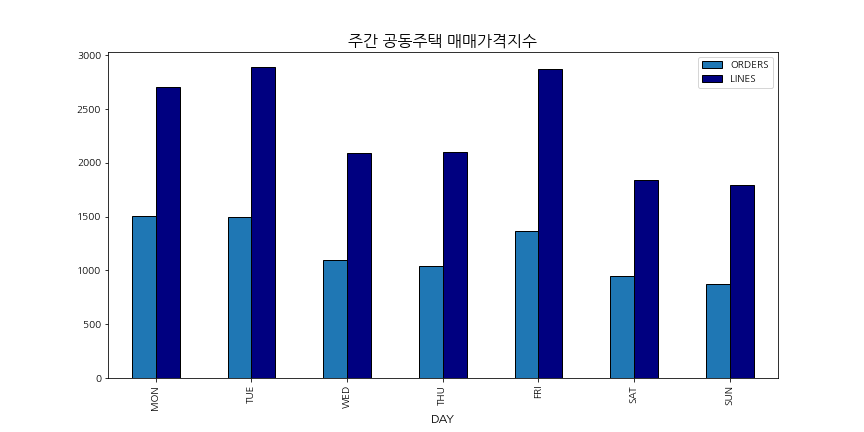 주간 공동주택 매매가격지수
ORDERS
LINES
3000
2500
2000
1500
1000
500
0
MON
TUE
WED
THU
FRI
SAT
SUN
DAY